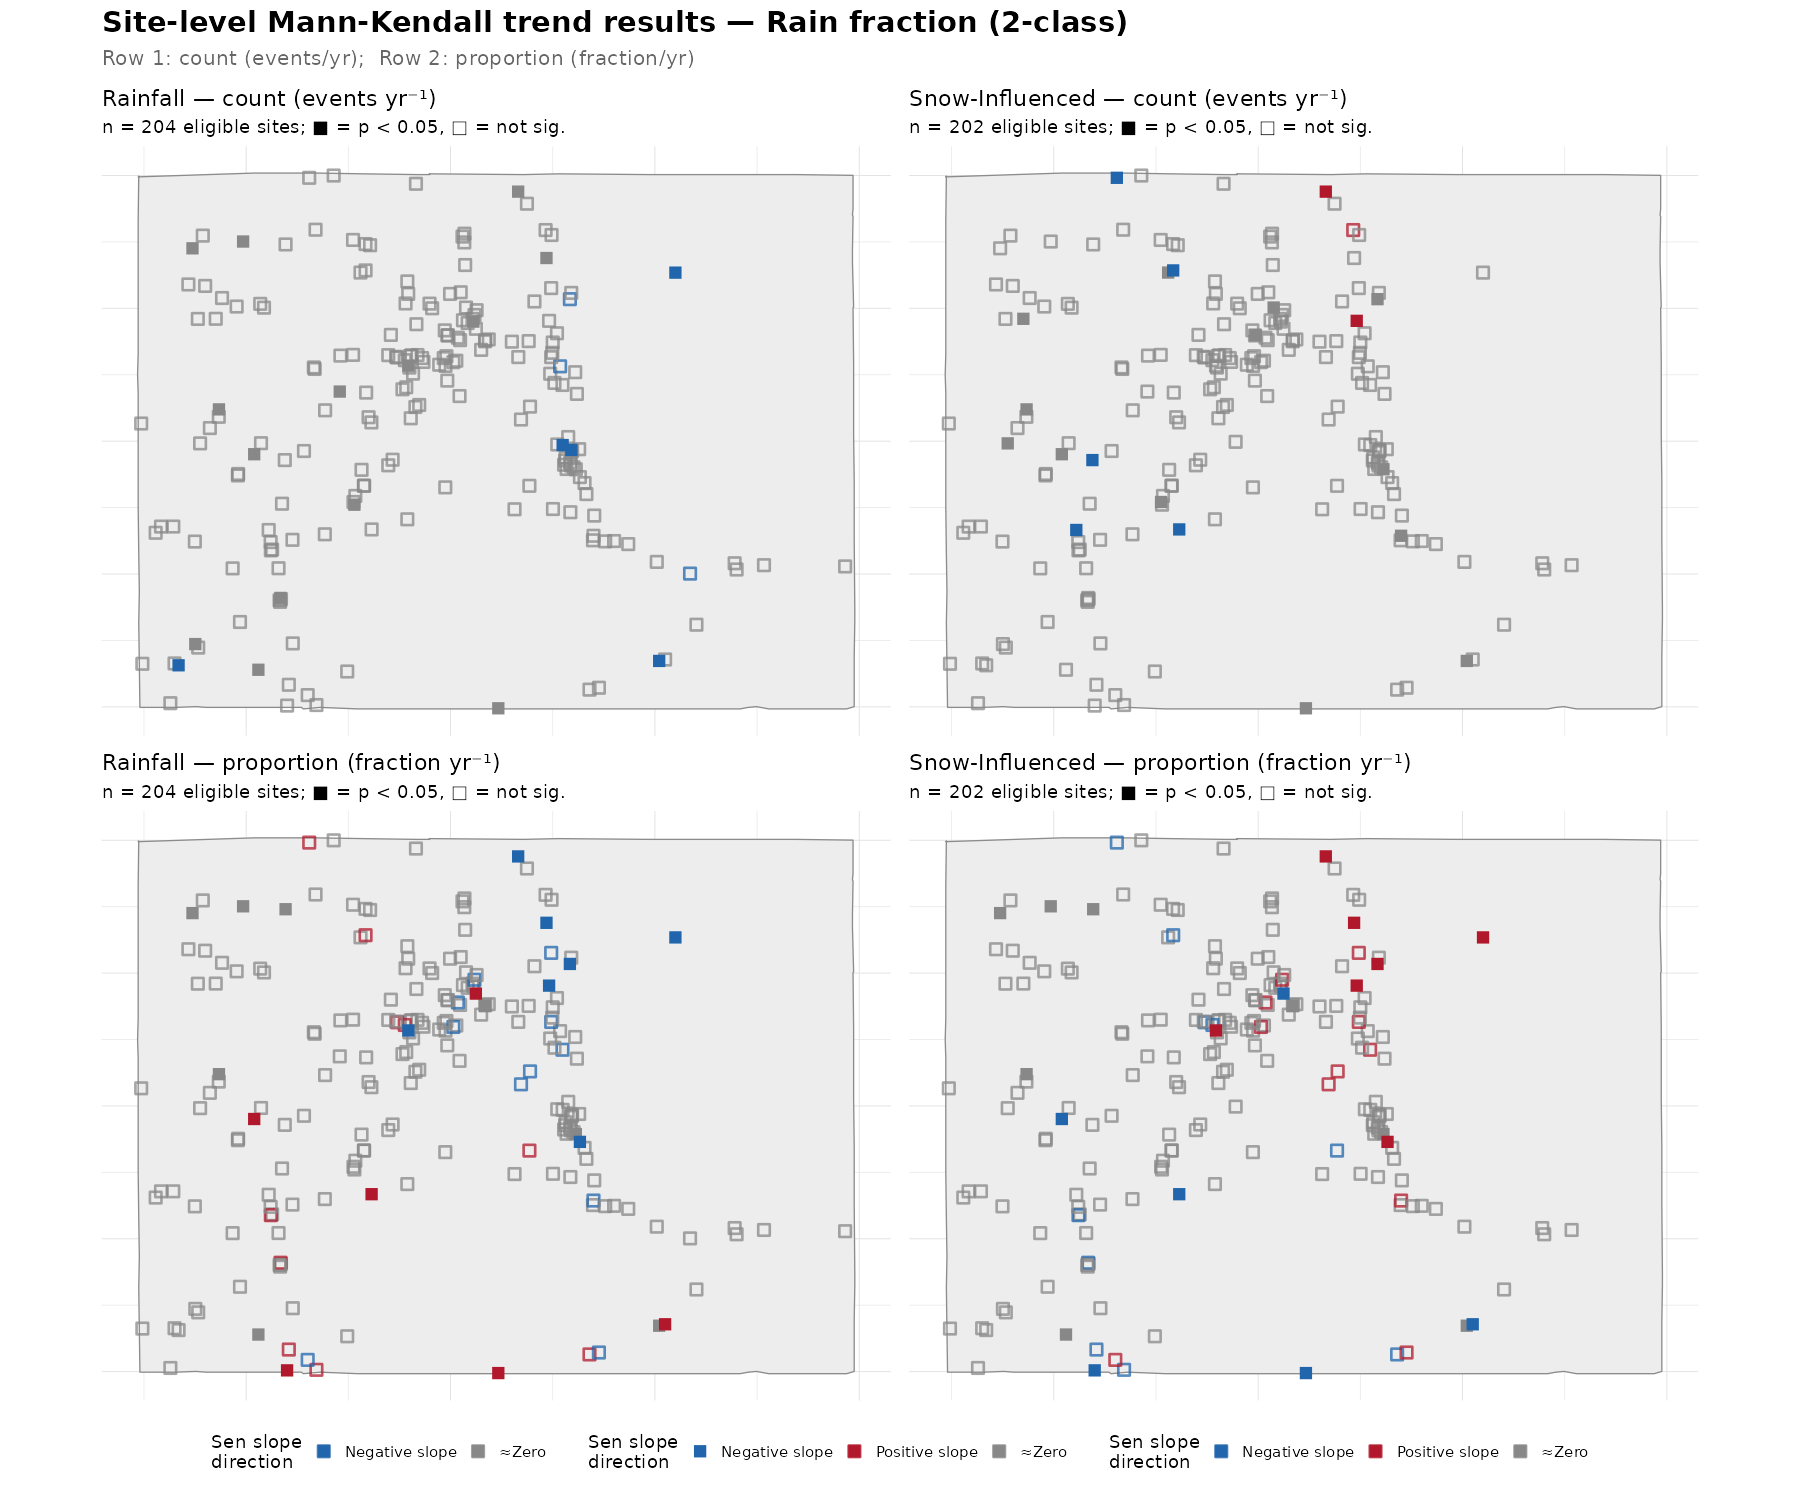 Site-level Mann-Kendall trend results — Rain fraction (2-class)
Row 1: count (events/yr);  Row 2: proportion (fraction/yr)
Rainfall — count (events yr⁻¹)
n = 204 eligible sites; ■ = p < 0.05, □ = not sig.
Snow-Influenced — count (events yr⁻¹)
n = 202 eligible sites; ■ = p < 0.05, □ = not sig.
Rainfall — proportion (fraction yr⁻¹)
n = 204 eligible sites; ■ = p < 0.05, □ = not sig.
Snow-Influenced — proportion (fraction yr⁻¹)
n = 202 eligible sites; ■ = p < 0.05, □ = not sig.
Sen slope
direction
Negative slope
≈Zero
Sen slope
direction
Negative slope
Positive slope
≈Zero
Sen slope
direction
Negative slope
Positive slope
≈Zero